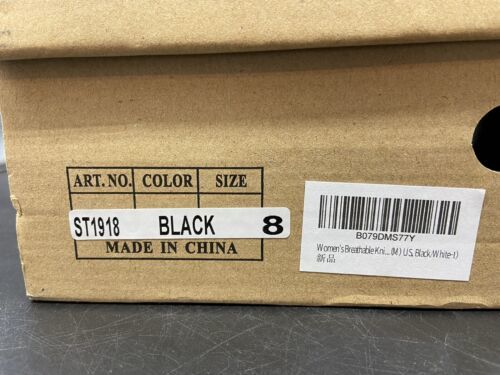 ART. NO. COLOR SIZE
ST1918 BLACK 8
MADE IN CHINA
B079DMS77Y
Women's Breathable Kni... (M) US, Black/White-1)
新品